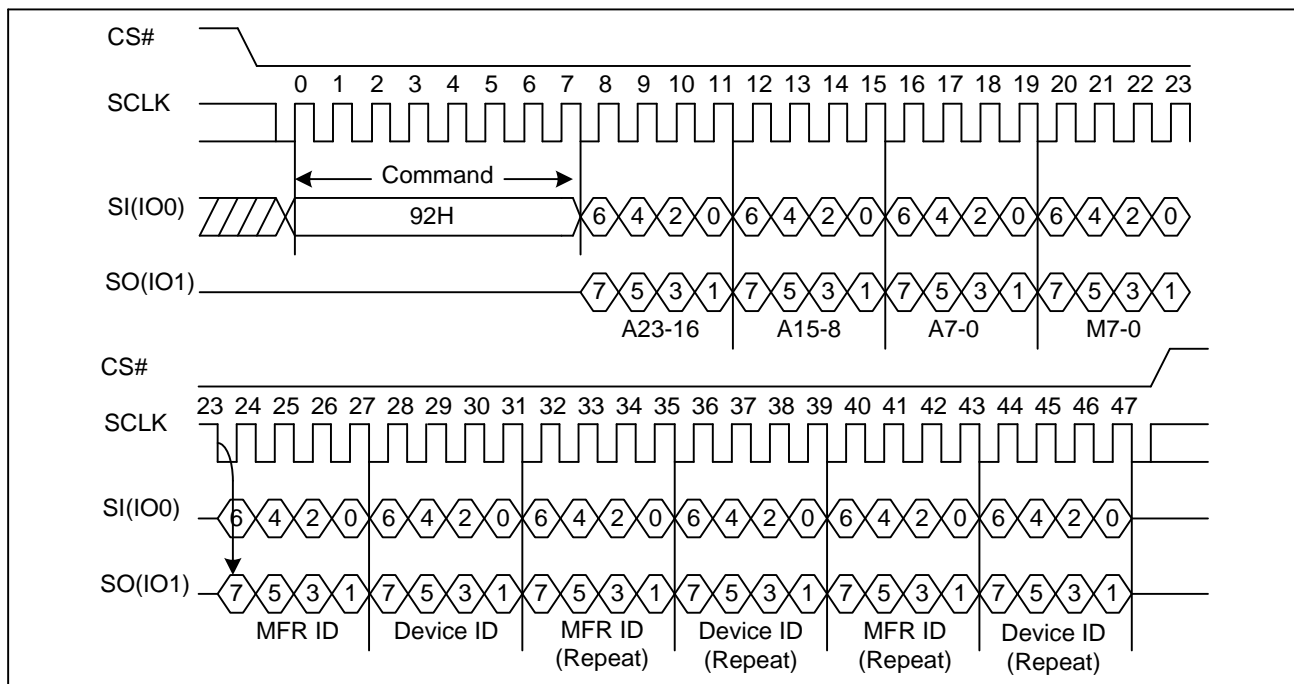 CS#
0 1 2 3 4 5 6 7 8 9 10 11 12 13 14 15 16 17 18 19 20 21 22 23
SCLK
Command
SI(IO0) 92H 6 4 2 0 6 4 2 0 6 4 2 0 6 4 2 0
SO(IO1) 7 5 3 1 7 5 3 1 7 5 3 1 7 5 3 1
A23-16 A15-8 A7-0 M7-0
CS#
23 24 25 26 27 28 29 30 31 32 33 34 35 36 37 38 39 40 41 42 43 44 45 46 47
SCLK
SI(IO0) 6 4 2 0 6 4 2 0 6 4 2 0 6 4 2 0 6 4 2 0 6 4 2 0
SO(IO1) 7 5 3 1 7 5 3 1 7 5 3 1 7 5 3 1 7 5 3 1 7 5 3 1
MFR ID Device ID MFR ID Device ID MFR ID Device ID
(Repeat) (Repeat) (Repeat) (Repeat)